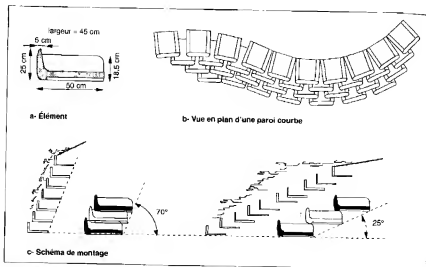 largeur = 45 cm
5 cm
25 cm
18,5 cm
50 cm
a- Élément
b- Vue en plan d'une paroi courbe
70°
25°
c- Schéma de montage